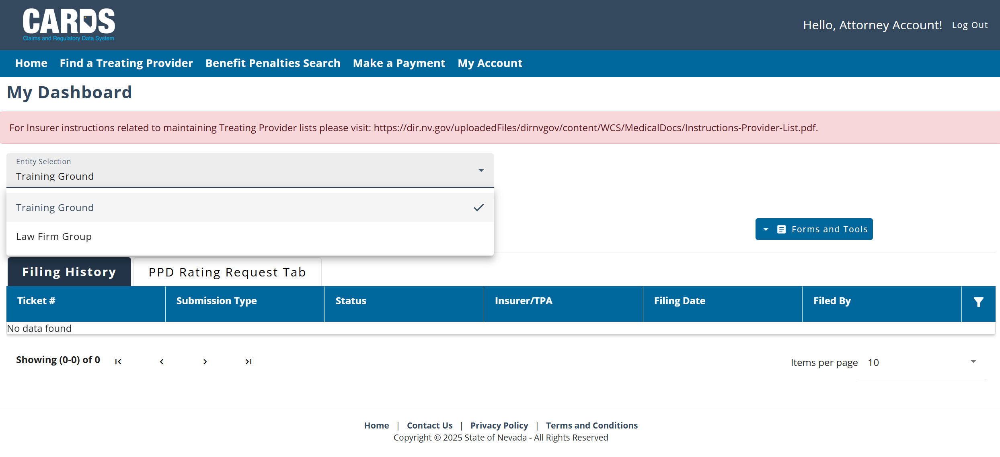 CARDS
Claims and Regulatory Data System
Hello, Attorney Account! Log Out
Home Find a Treating Provider Benefit Penalties Search Make a Payment My Account
My Dashboard
For Insurer instructions related to maintaining Treating Provider lists please visit: https://dir.nv.gov/uploadedFiles/dirnvgov/content/WCS/MedicalDocs/Instructions-Provider-List.pdf.
Entity Selection
Training Ground
Training Ground
Law Firm Group
Forms and Tools
Filing History PPD Rating Request Tab
Ticket # Submission Type Status Insurer/TPA Filing Date Filed By
No data found
Showing (0-0) of 0
Items per page 10
Home | Contact Us | Privacy Policy | Terms and Conditions
Copyright © 2025 State of Nevada - All Rights Reserved